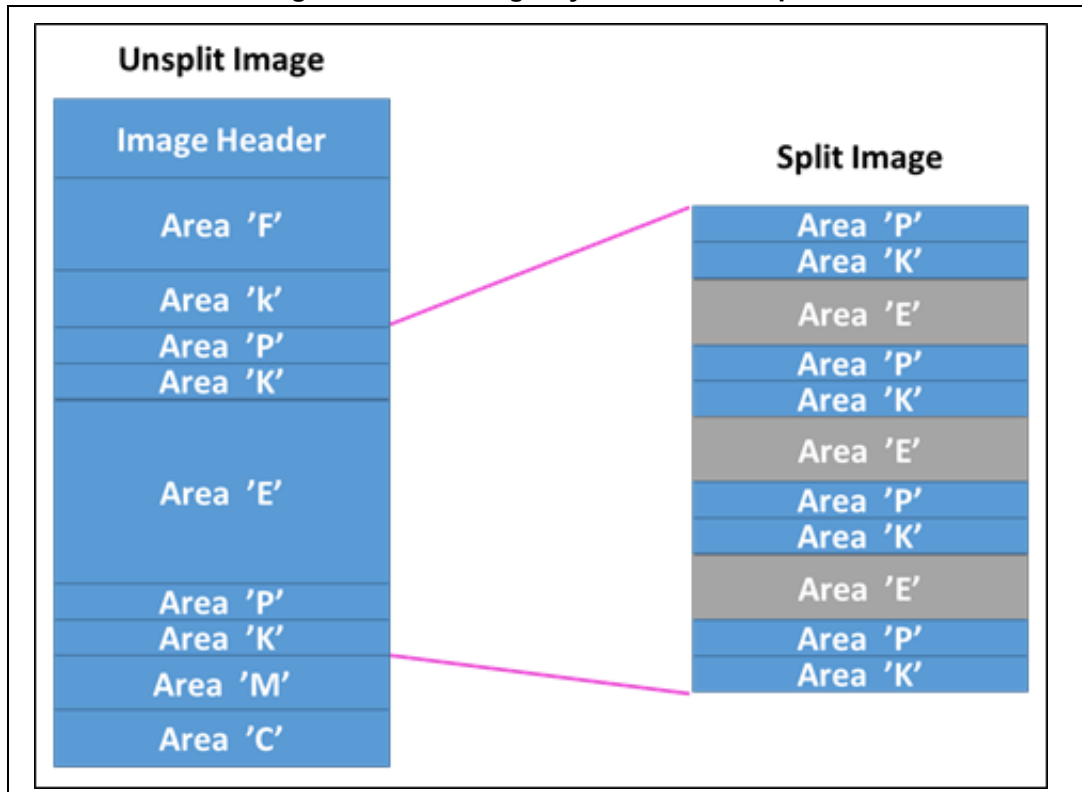 Unsplit Image
Image Header
Area ’F’
Area ’k’
Area ’P’
Area ’K’
Area ’E’
Area ’P’
Area ’K’
Area ’M’
Area ’C’
Split Image
Area ’P’
Area ’K’
Area ’E’
Area ’P’
Area ’K’
Area ’E’
Area ’P’
Area ’K’
Area ’E’
Area ’P’
Area ’K’